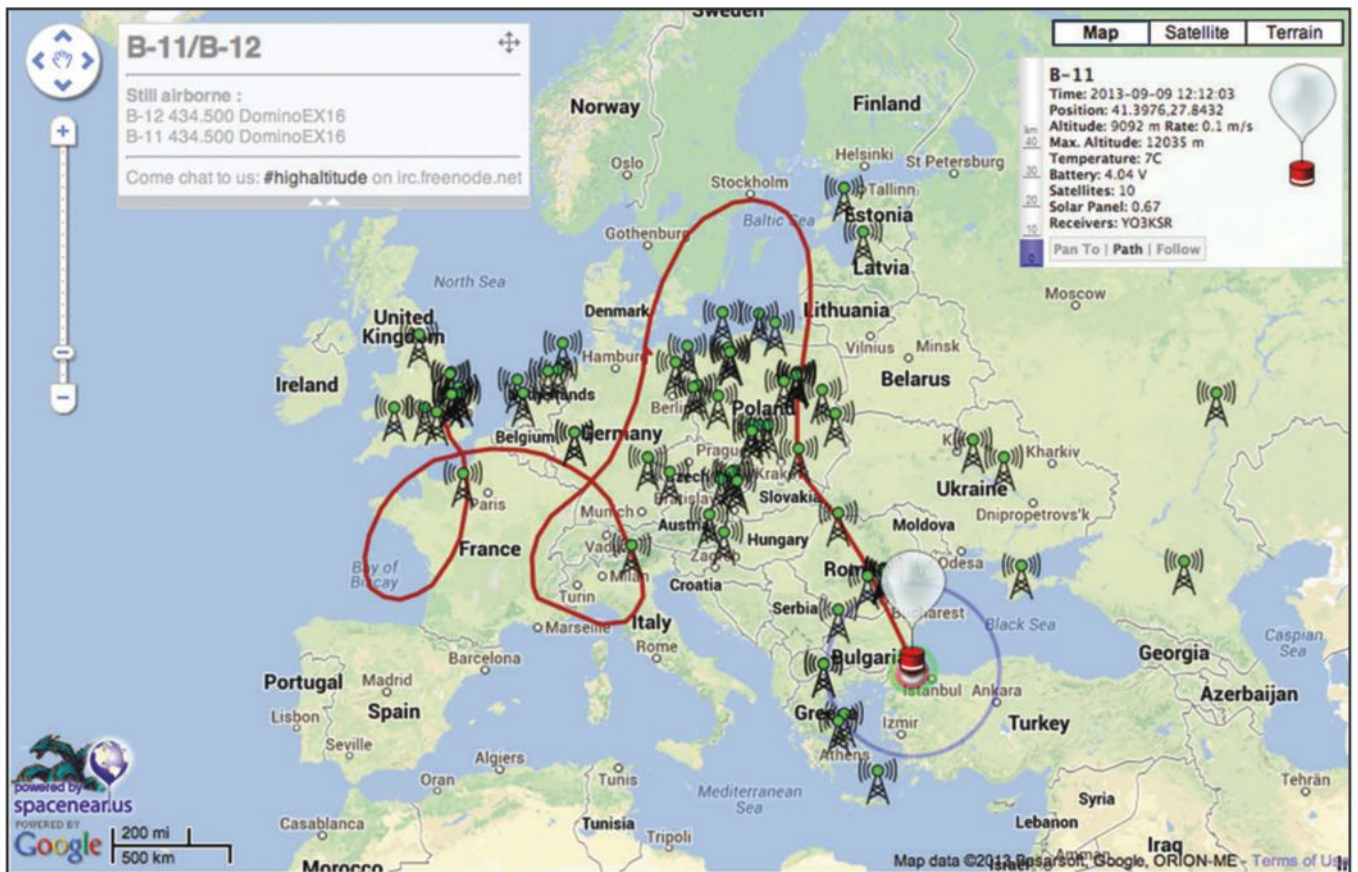 Sweden
B-11/B-12
Still airborne :
B-12 434.500 DominoEX16
B-11 434.500 DominoEX16
Come chat to us: #highaltitude on irc.freenode.net
Map
Satellite
Terrain
B-11
Time: 2013-09-09 12:12:03
Position: 41.3976,27.8432
Altitude: 9092 m Rate: 0.1 m/s
Max. Altitude: 12035 m
Temperature: 7C
Battery: 4.04 V
Satellites: 10
Solar Panel: 0.67
Receivers: YO3KSR
Pan To | Path | Follow
km
40
30
20
10
0
Norway
Finland
Oslo
Helsinki
St Petersburg
Stockholm
Tallinn
Estonia
Baltic Sea
Gothenburg
Latvia
North Sea
Moscow
Denmark
Lithuania
United
Kingdom
Vilnius
Minsk
Hamburg
Ireland
Belarus
Berlin
Poland
Belgium
Germany
Kharkiv
Prague
Ukraine
Paris
Slovakia
Munich
Dnipropetrovs'k
Austria
Moldova
France
Hungary
Odesa
Zagreb
Bay of
Biscay
Milan
Croatia
Turin
Serbia
Bucharest
Marseille
Italy
Black Sea
Caspian
Sea
Rome
Bulgaria
Georgia
Barcelona
Portugal
Madrid
Istanbul
Ankara
Azerbaijan
Spain
Lisbon
Izmir
Turkey
Seville
Athens
Algiers
Tunis
Oran
Mediterranean
Sea
Tehrān
powered by
spacenear.us
Syria
POWERED BY
Google
200 mi
500 km
Casablanca
Tunisia
Lebanon
Tripoli
Iraq
Morocco
Map data ©2013 Basarsoft, Google, ORION-ME - Terms of Use